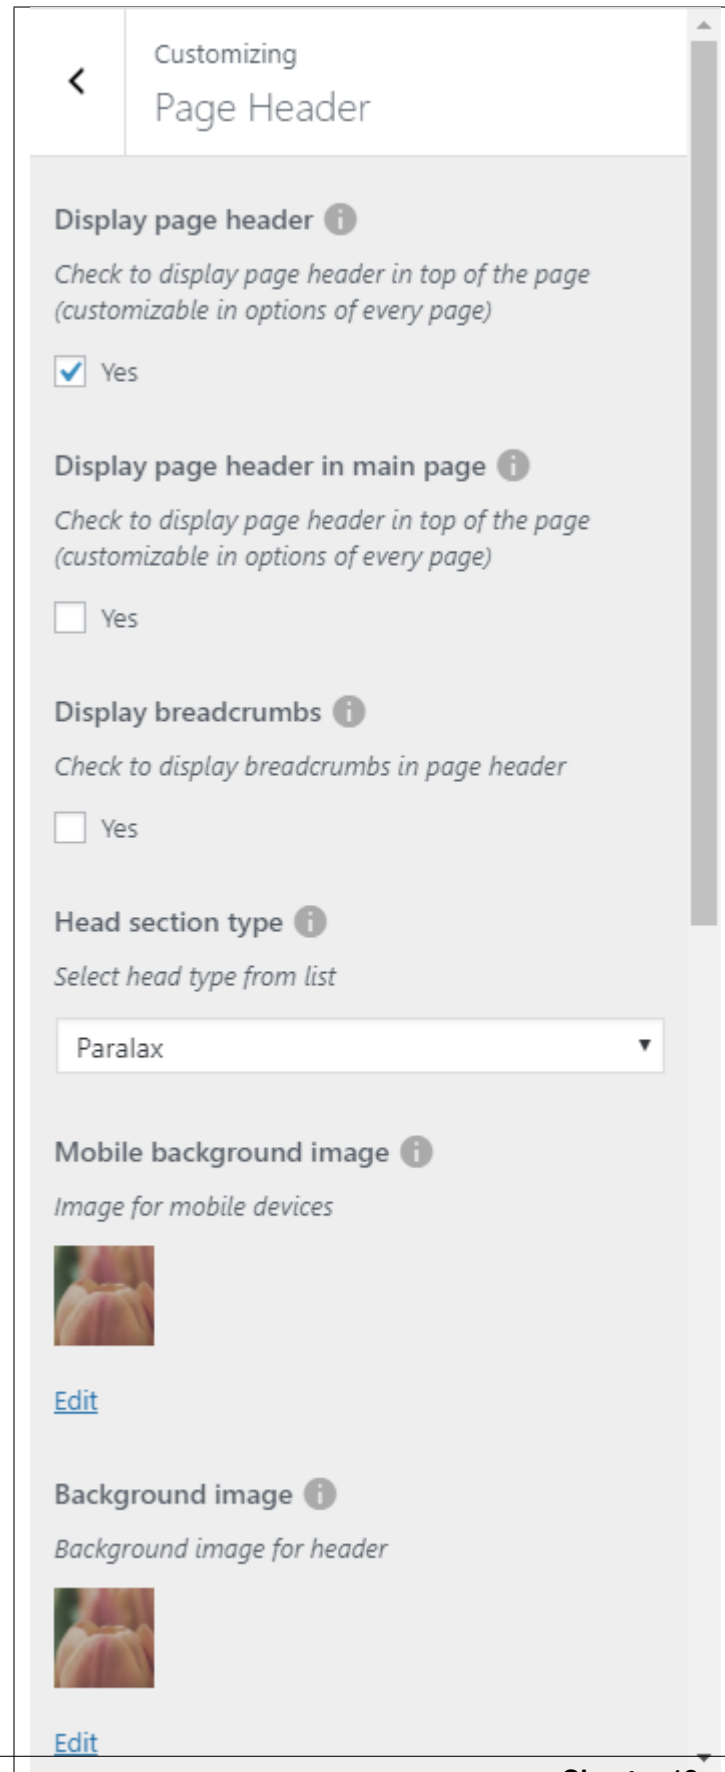 Customizing
Page Header
Display page header
Check to display page header in top of the page
(customizable in options of every page)
Yes
Display page header in main page
Check to display page header in top of the page
(customizable in options of every page)
Yes
Display breadcrumbs
Check to display breadcrumbs in page header
Yes
Head section type
Select head type from list
Paralax
Mobile background image
Image for mobile devices
Edit
Background image
Background image for header
Edit